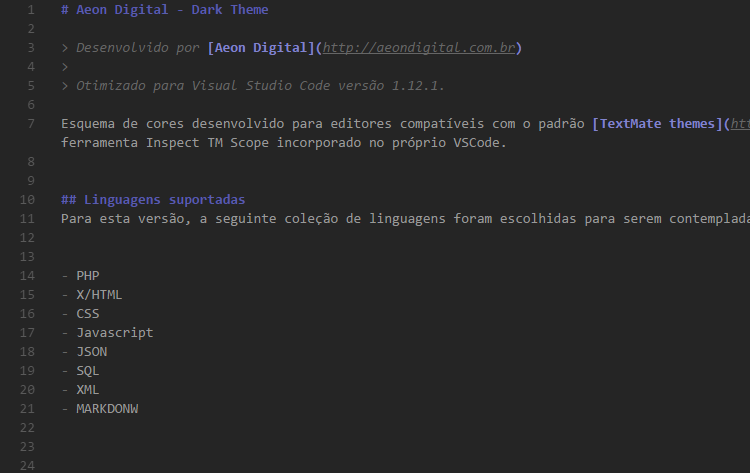 1 # Aeon Digital - Dark Theme
2
3 > Desenvolvido por [Aeon Digital](http://aeondigital.com.br)
4 >
5 > Otimizado para Visual Studio Code versão 1.12.1.
6
7 Esquema de cores desenvolvido para editores compatíveis com o padrão [TextMate themes](htt
ferramenta Inspect TM Scope incorporado no próprio VSCode.
8
9
10 ## Linguagens suportadas
11 Para esta versão, a seguinte coleção de linguagens foram escolhidas para serem contemplada
12
13
14 - PHP
15 - X/HTML
16 - CSS
17 - Javascript
18 - JSON
19 - SQL
20 - XML
21 - MARKDONW
22
23
24